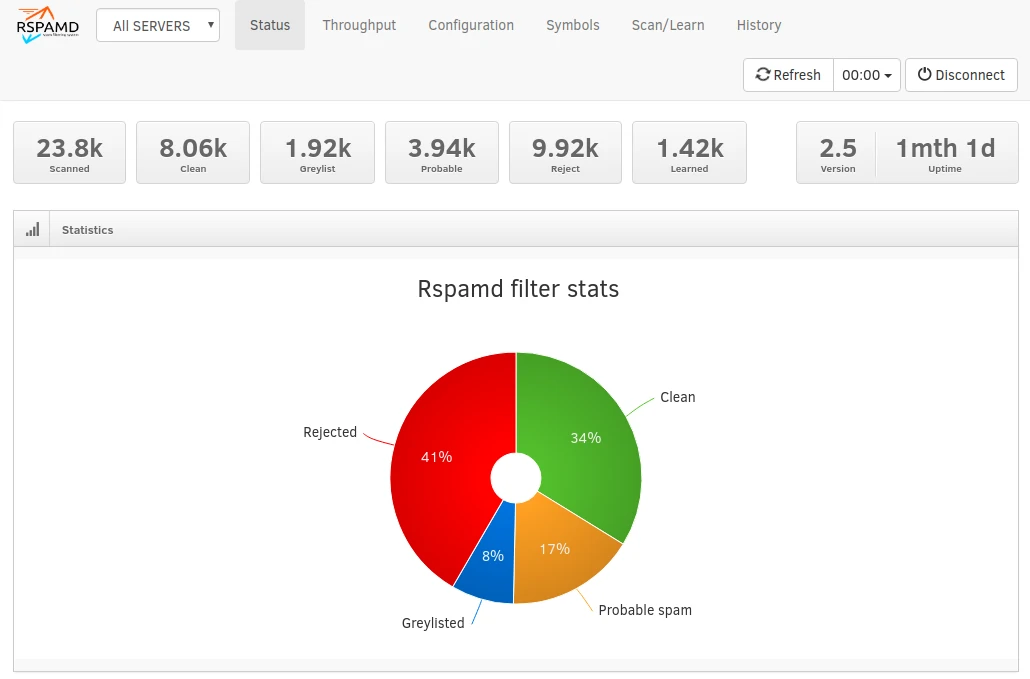 RSPAMD
All SERVERS
Status
Throughput
Configuration
Symbols
Scan/Learn
History
Refresh
00:00
Disconnect
23.8k
Scanned
8.06k
Clean
1.92k
Greylist
3.94k
Probable
9.92k
Reject
1.42k
Learned
2.5
Version
1mth 1d
Uptime
Statistics
Rspamd filter stats
Clean
34%
Rejected
41%
17%
8%
Probable spam
Greylisted